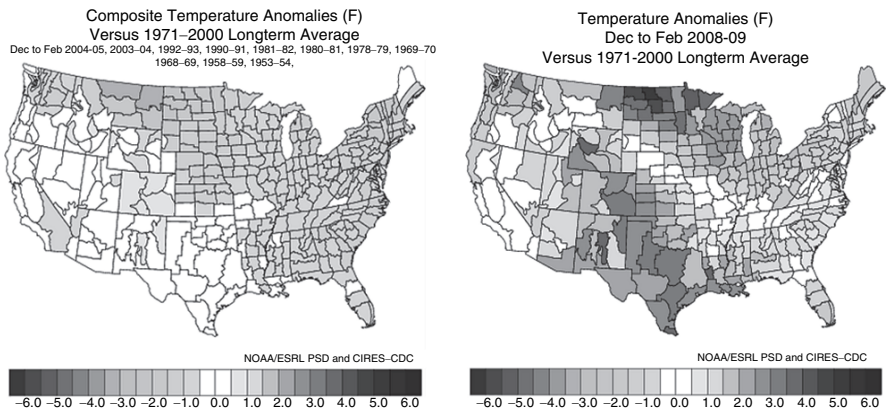 Composite Temperature Anomalies (F)
Versus 1971–2000 Longterm Average
Dec to Feb 2004-05, 2003–04, 1992–93, 1990–91, 1981–82, 1980–81, 1978–79, 1969–70
1968–69, 1958–59, 1953–54,
NOAA/ESRL PSD and CIRES–CDC
–6.0 –5.0 –4.0 –3.0 –2.0 –1.0 0.0 1.0 2.0 3.0 4.0 5.0 6.0
Temperature Anomalies (F)
Dec to Feb 2008-09
Versus 1971-2000 Longterm Average
NOAA/ESRL PSD and CIRES–CDC
–6.0 –5.0 –4.0 –3.0 –2.0 –1.0 0.0 1.0 2.0 3.0 4.0 5.0 6.0